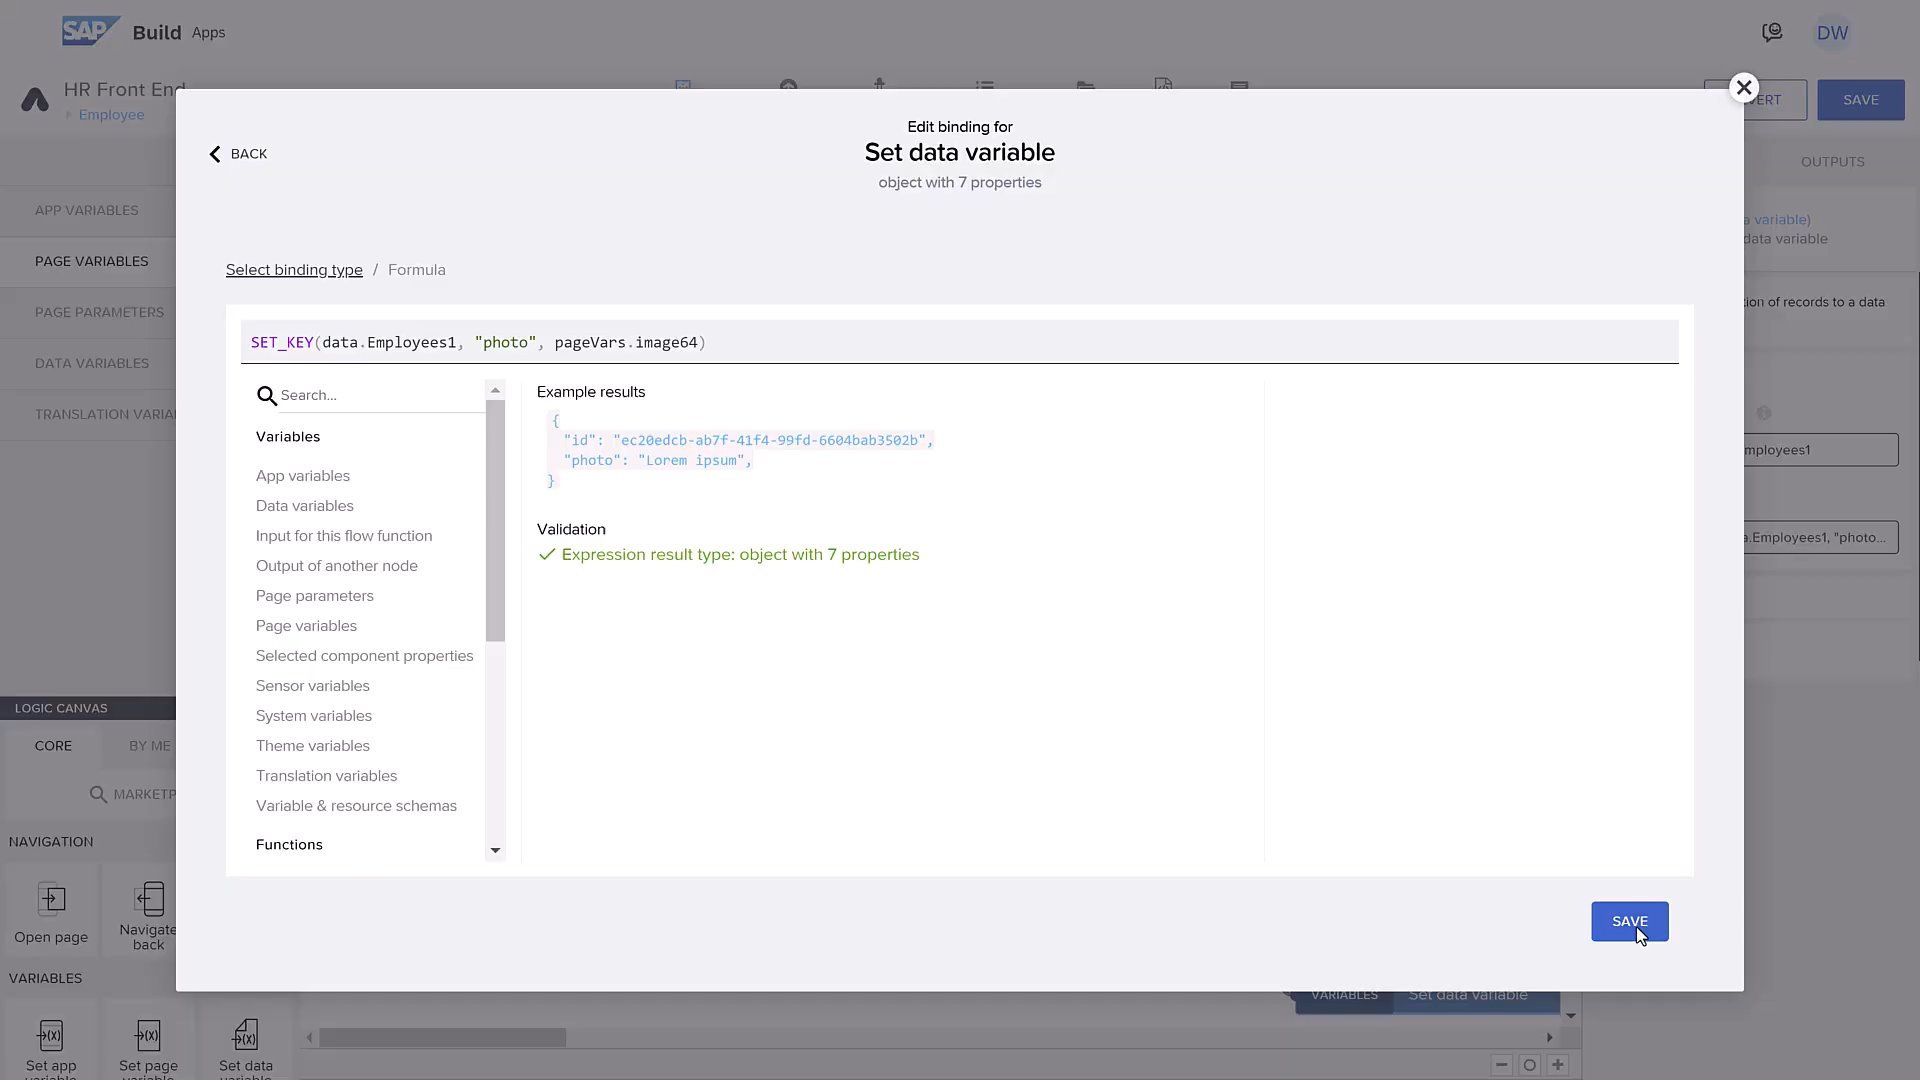 SAP Build Apps
DW
HR Front End
Employee
SAVE
OUTPUTS
APP VARIABLES
PAGE VARIABLES
PAGE PARAMETERS
DATA VARIABLES
TRANSLATION VARIA
a variable)
data variable
tion of records to a data
mployees1
a.Employees1, "photo...
Edit binding for
BACK
Set data variable
object with 7 properties
Select binding type / Formula
SET_KEY(data.Employees1, "photo", pageVars.image64)
Search...
Variables
App variables
Data variables
Input for this flow function
Output of another node
Page parameters
Page variables
Selected component properties
Sensor variables
System variables
Theme variables
Translation variables
Variable & resource schemas
Functions
Example results
{
"id": "ec20edcb-ab7f-41f4-99fd-6604bab3502b",
"photo": "Lorem ipsum",
}
Validation
Expression result type: object with 7 properties
SAVE
LOGIC CANVAS
CORE
BY ME
MARKETP
NAVIGATION
Open page
Navigate back
VARIABLES
Set app
Set page
Set data
VARIABLES
Set data variable